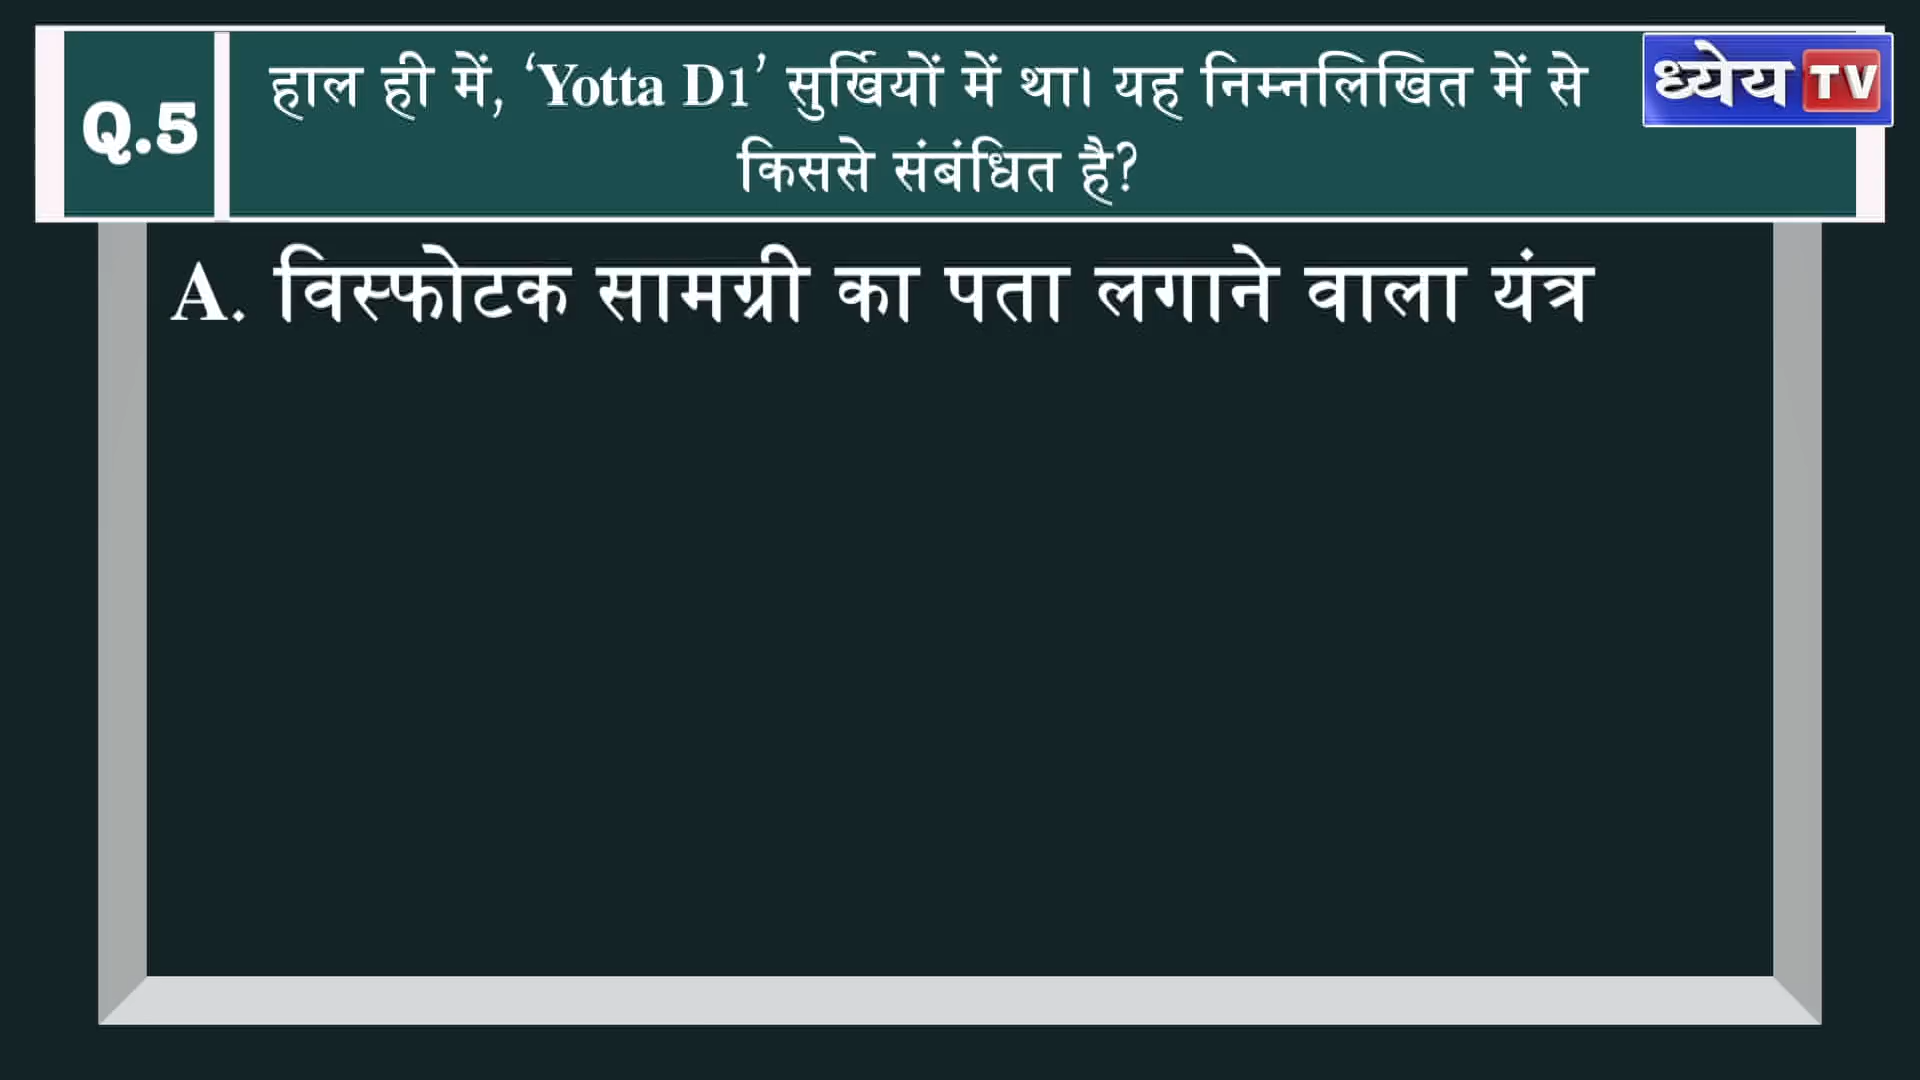 Q.5
हाल ही में, ‘Yotta D1’ सुर्खियों में था। यह निम्नलिखित में से
किससे संबंधित है?
ध्येय TV
A. विस्फोटक सामग्री का पता लगाने वाला यंत्र